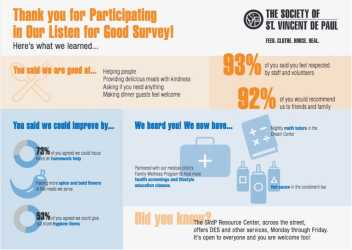 Thank you for Participating
in Our Listen for Good Survey!
Here's what we learned...
THE SOCIETY OF
ST. VINCENT DE PAUL
FEED. CLOTHE. HOUSE. HEAL.
You said we are good at...
Helping people
Providing delicious meals with kindness
Asking if you need anything
Making dinner guests feel welcome
93% of you said you feel respected
by staff and volunteers
92% of you would recommend
us to friends and family
You said we could improve by...
of you agreed we could focus
more on homework help
Having more spice and bold flavors
in the meals we serve
of you agreed we could give
out more hygiene items
We heard you! We now have...
Nightly math tutors in the
Dream Center
Partnered with our medical clinic's
Family Wellness Program to host more
health screenings and lifestyle
education classes
Hot sauce in the condiment bar
Did you know?
The SVdP Resource Center, across the street,
offers DES and other services, Monday through Friday.
It's open to everyone and you are welcome too!